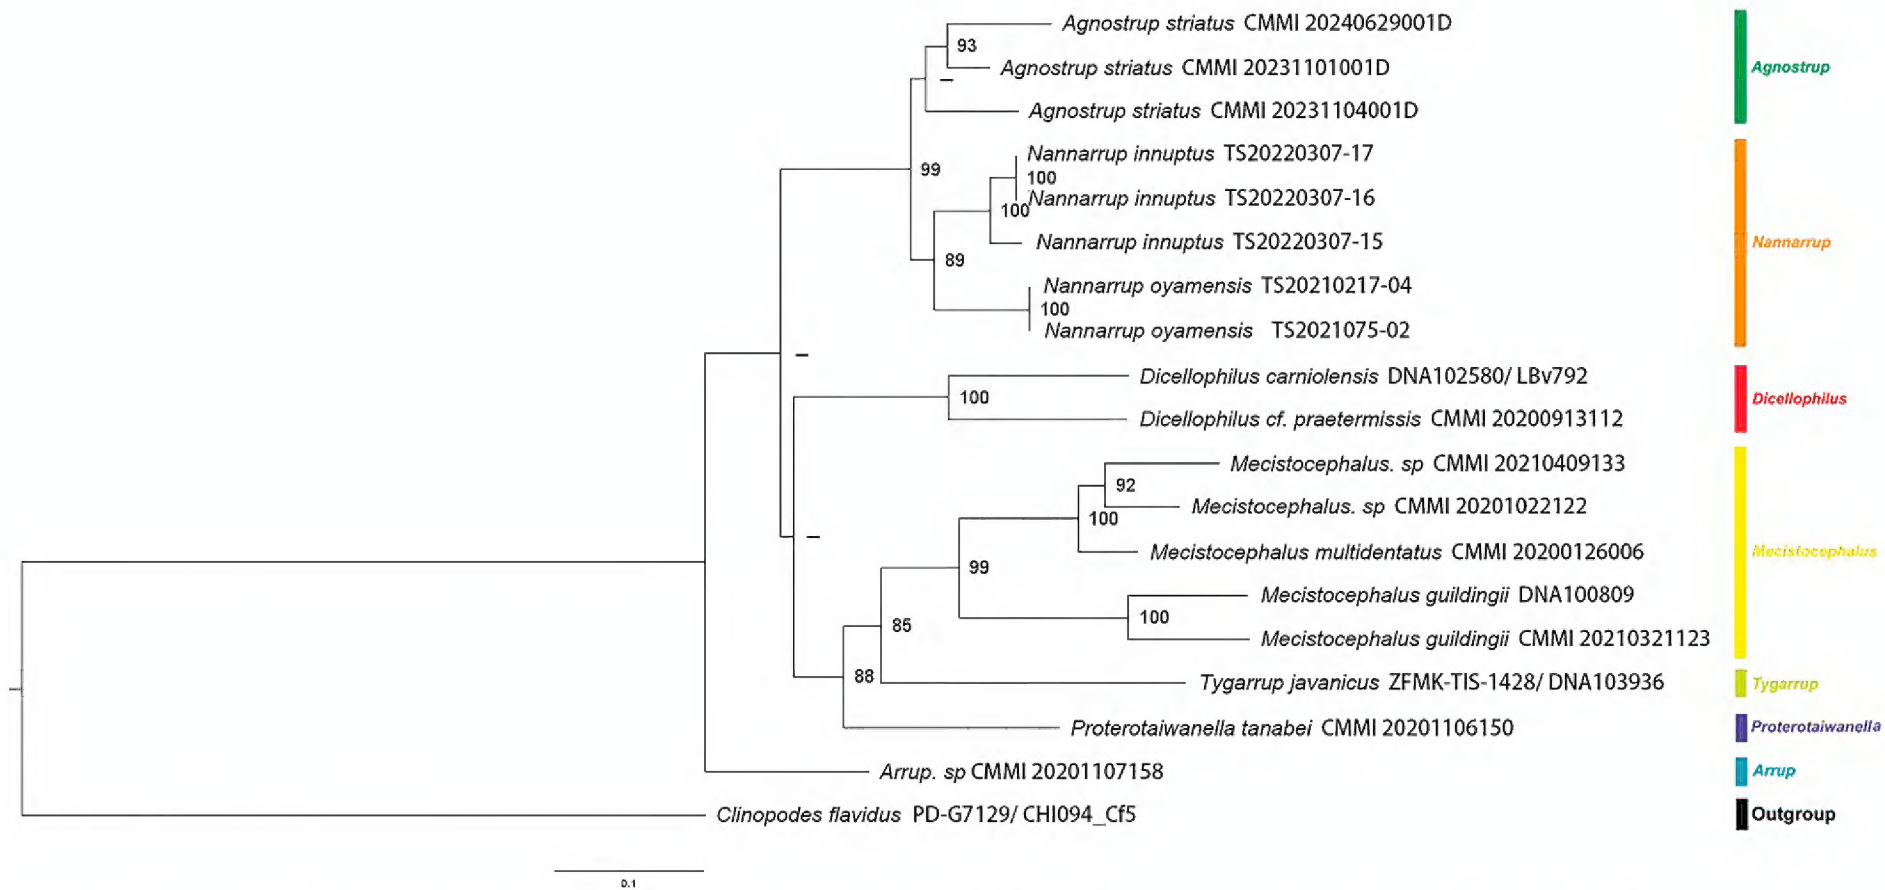 Agnostrup striatus CMMI 20240629001D
93
Agnostrup striatus CMMI 20231101001D
Agnostrup
–
Agnostrup striatus CMMI 20231104001D
Nannarrup innuptus TS20220307-17
99
100
Nannarrup innuptus TS20220307-16
100
Nannarrup innuptus TS20220307-15
Nannarrup
89
Nannarrup oyamensis TS20210217-04
100
Nannarrup oyamensis TS2021075-02
–
Dicellophilus carniolensis DNA102580/ LBv792
100
Dicellophilus
Dicellophilus cf. praetermissis CMMI 20200913112
Mecistocephalus. sp CMMI 20210409133
92
Mecistocephalus. sp CMMI 20201022122
100
–
Mecistocephalus multidentatus CMMI 20200126006
Mecistocephalus
99
Mecistocephalus guildingii DNA100809
100
85
Mecistocephalus guildingii CMMI 20210321123
88
Tygarrup javanicus ZFMK-TIS-1428/ DNA103936
Tygarrup
Proterotaiwanella tanabei CMMI 20201106150
Proterotaiwanella
Arrup. sp CMMI 20201107158
Arrup
Clinopodes flavidus PD-G7129/ CHI094_Cf5
Outgroup
0.1